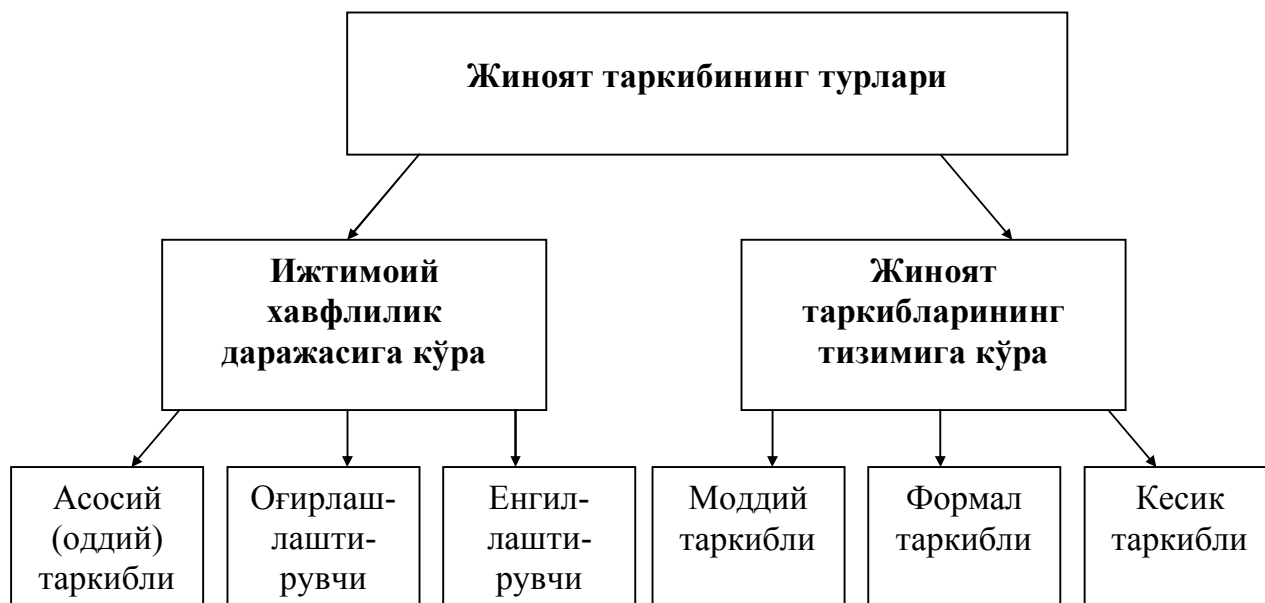 Жиноят таркибининг турлари
Ижтимоий
хавфлилик
даражасига кўра
Жиноят
таркибларининг
тизимига кўра
Асосий
(оддий)
таркибли
Оғирлаш-
лашти-
рувчи
Енгил-
лашти-
рувчи
Моддий
таркибли
Формал
таркибли
Кесик
таркибли